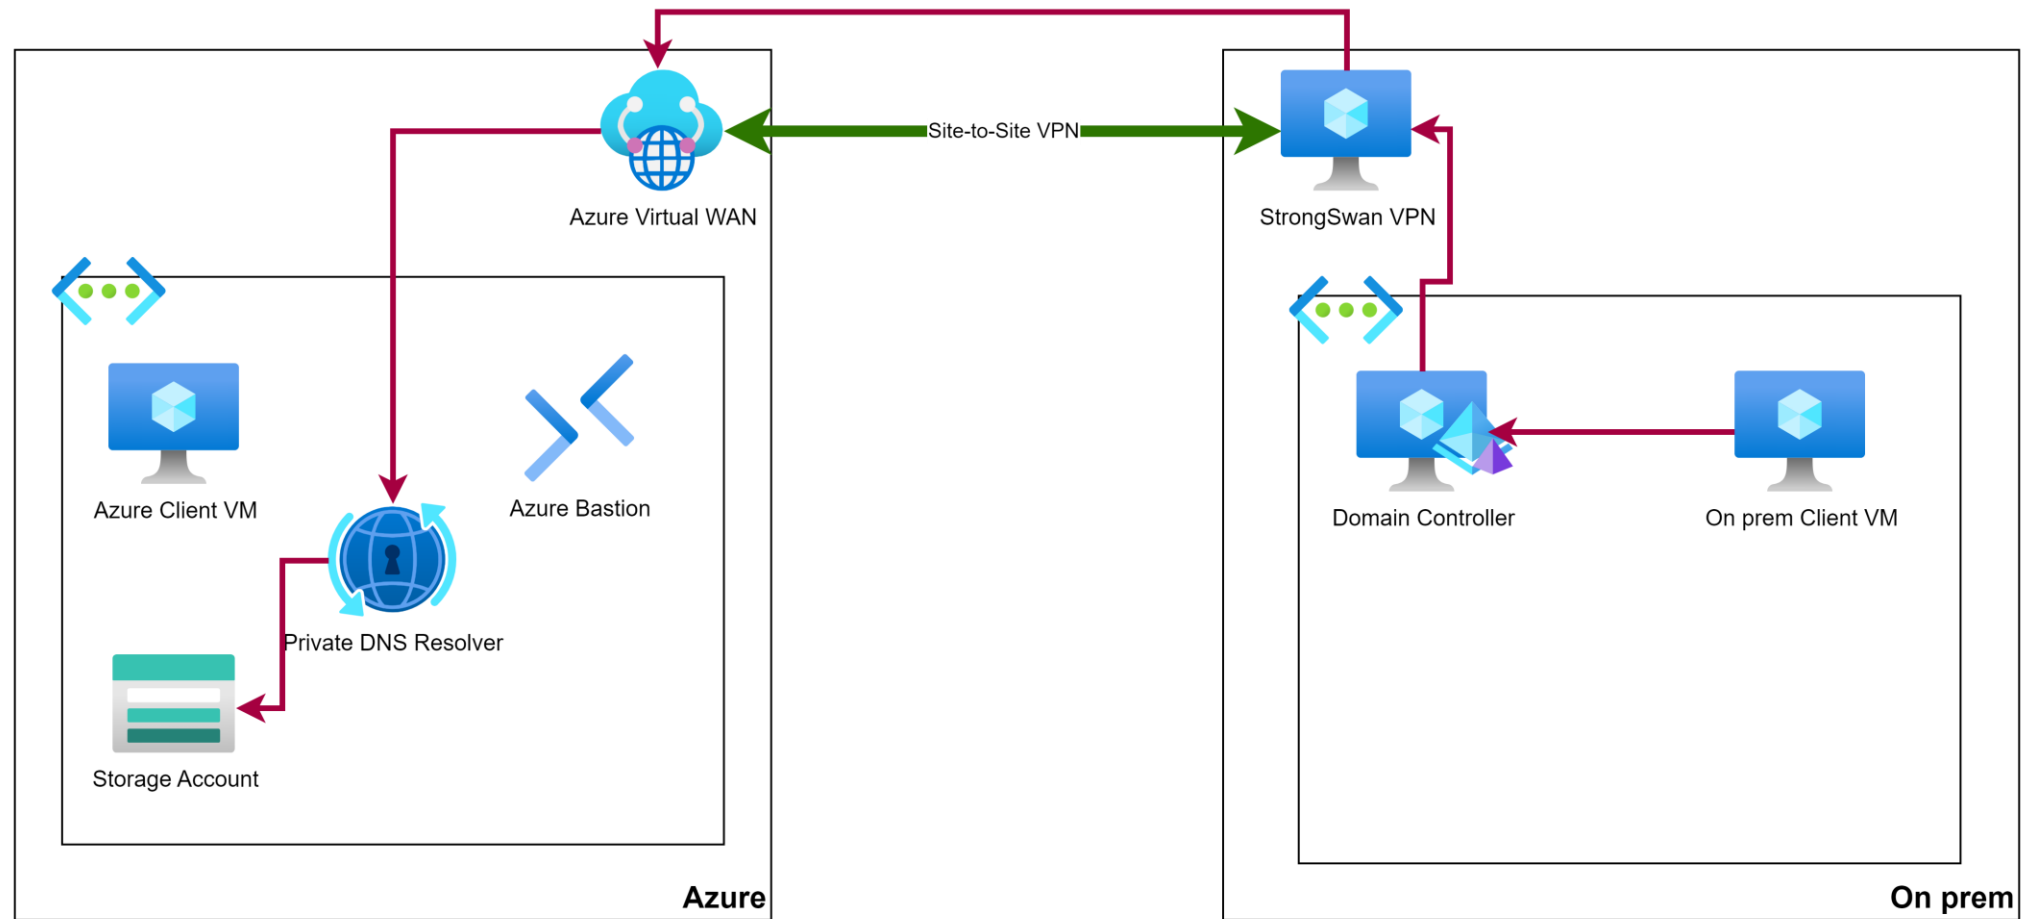 Site-to-Site VPN
Azure Virtual WAN
StrongSwan VPN
Azure Client VM
Azure Bastion
Domain Controller
On prem Client VM
Private DNS Resolver
Storage Account
Azure
On prem